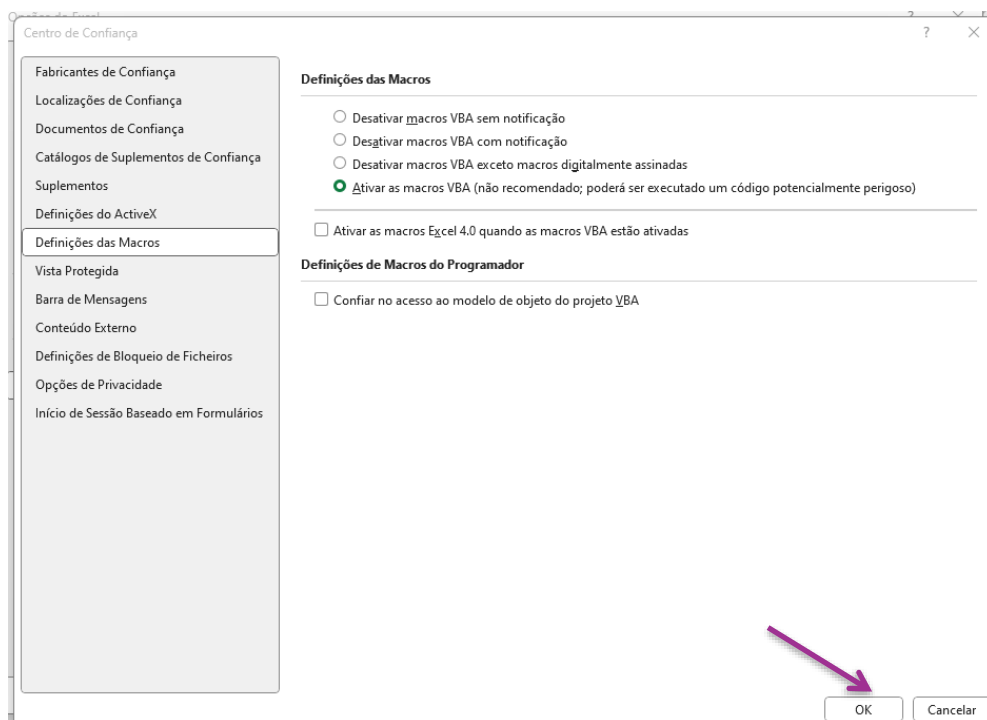 Opções do Excel
?
Centro de Confiança
?
Fabricantes de Confiança
Localizações de Confiança
Documentos de Confiança
Catálogos de Suplementos de Confiança
Suplementos
Definições do ActiveX
Definições das Macros
Vista Protegida
Barra de Mensagens
Conteúdo Externo
Definições de Bloqueio de Ficheiros
Opções de Privacidade
Início de Sessão Baseado em Formulários
Definições das Macros
Desativar macros VBA sem notificação
Desativar macros VBA com notificação
Desativar macros VBA exceto macros digitalmente assinadas
Ativar as macros VBA (não recomendado; poderá ser executado um código potencialmente perigoso)
Ativar as macros Excel 4.0 quando as macros VBA estão ativadas
Definições de Macros do Programador
Confiar no acesso ao modelo de objeto do projeto VBA
OK
Cancelar